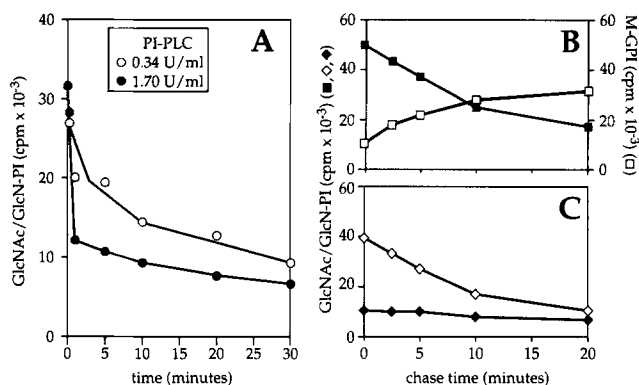 A
PI-PLC
○ 0.34 U/ml
● 1.70 U/ml
GlcNAc/GlcN-PI (cpm x 10⁻³)
40
30
20
10
0
0 5 10 15 20 25 30
time (minutes)
B
60
40
20
0
60
40
20
0
M-GPI (cpm x 10⁻³) (□)
GlcNAc/GlcN-PI (cpm x 10⁻³) (■,◇,◆)
C
60
40
20
0
0 5 10 15 20
chase time (minutes)